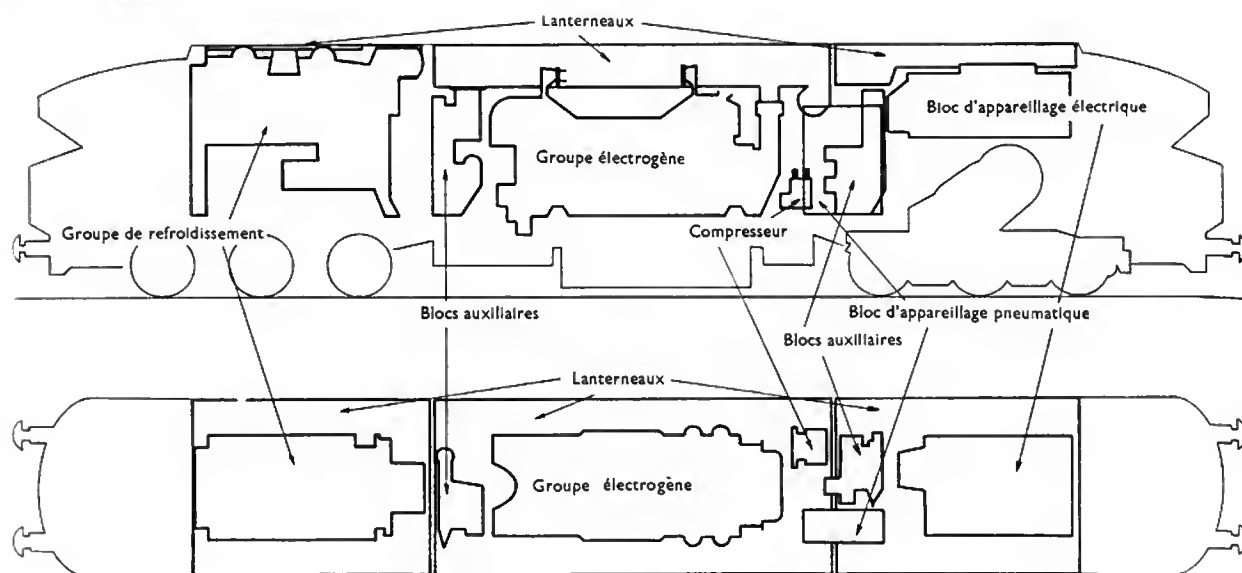 Lanterneaux
Bloc d'appareillage électrique
Groupe électrogène
Groupe de refroldissement
Compresseur
Blocs auxiliaires
Bloc d'appareillage pneumatique
Blocs auxiliaires
Lanterneaux
Groupe électrogène